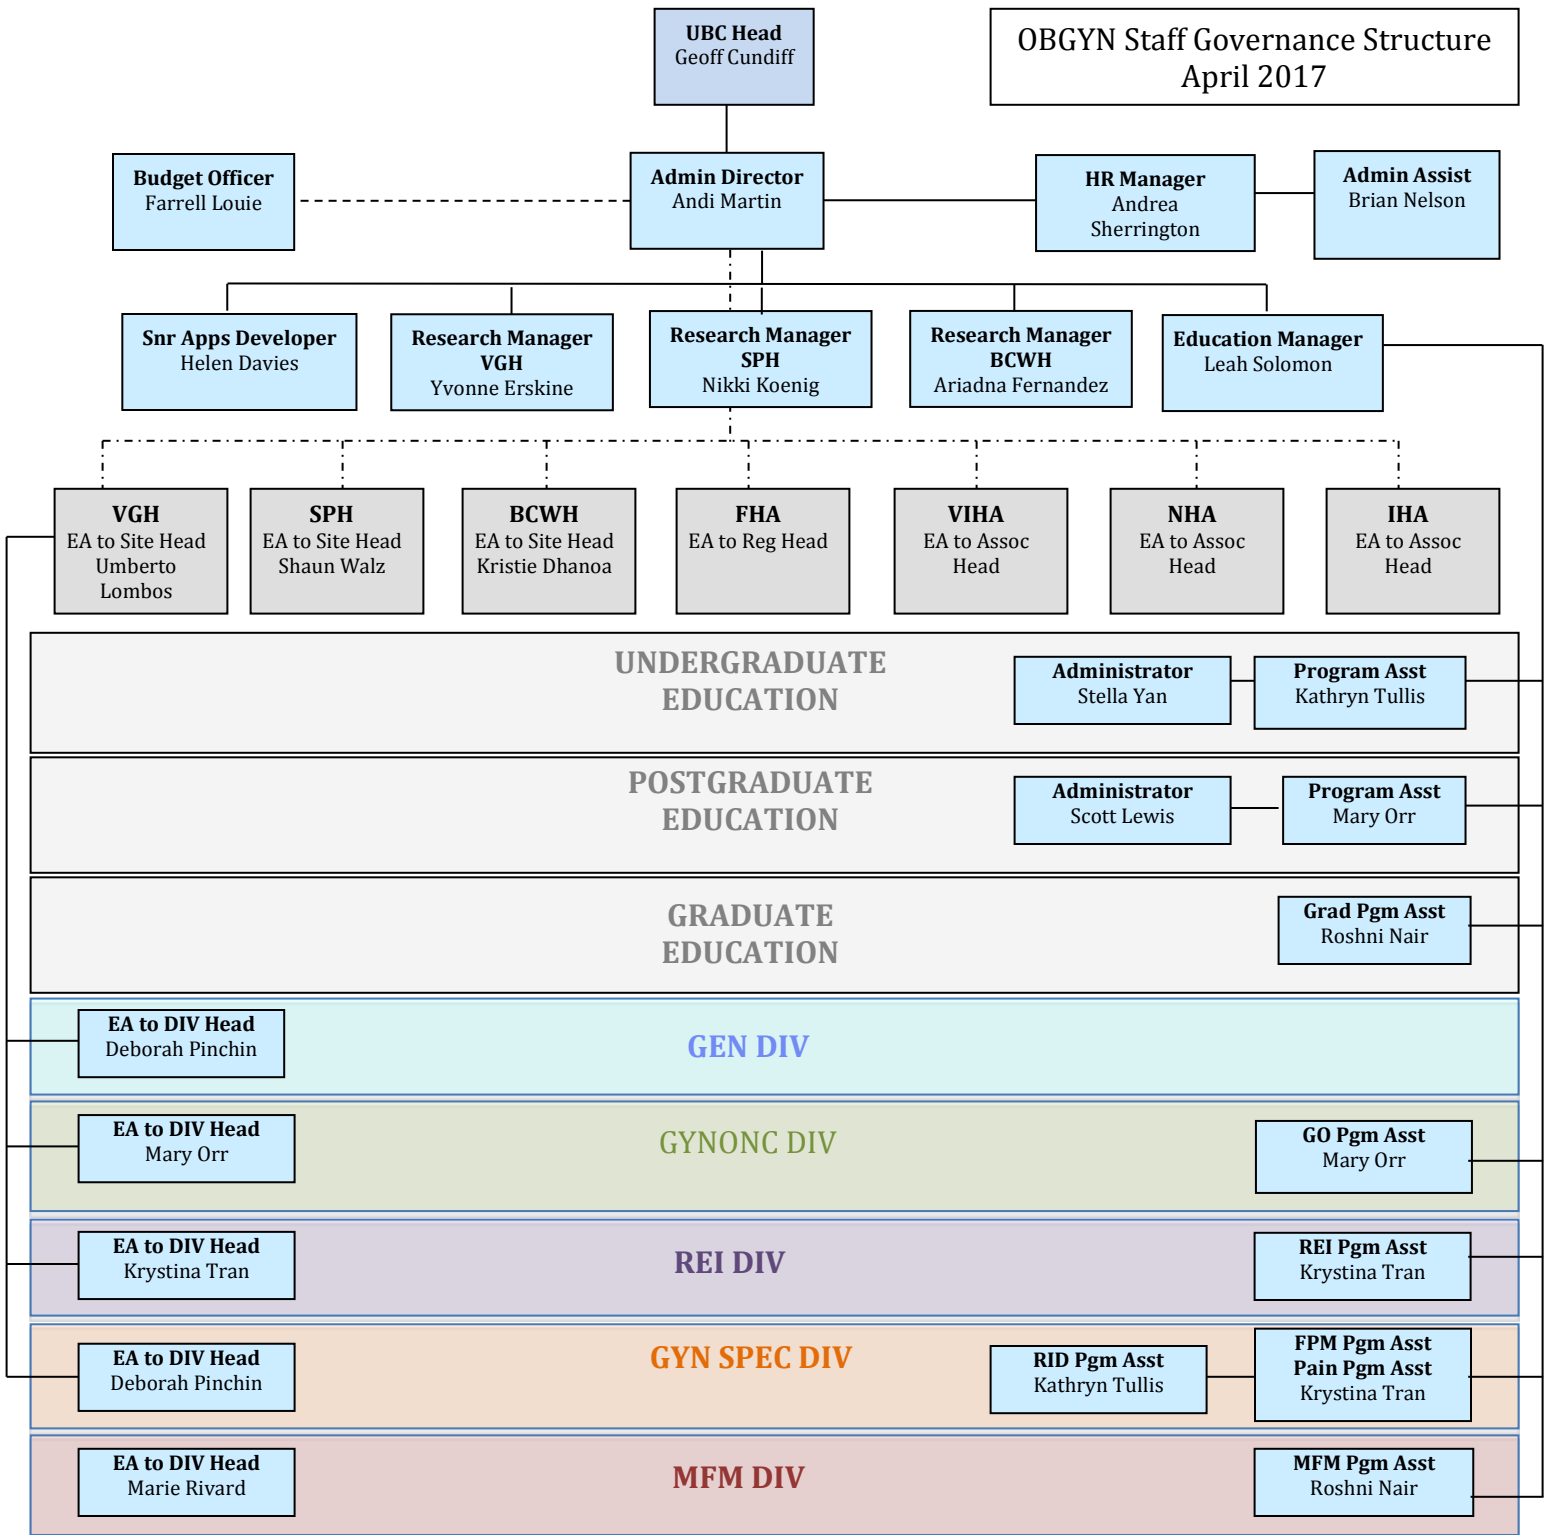 UBC Head
Geoff Cundiff
OBGYN Staff Governance Structure
April 2017
Budget Officer
Farrell Louie
Admin Director
Andi Martin
HR Manager
Andrea
Sherrington
Admin Assist
Brian Nelson
Snr Apps Developer
Helen Davies
Research Manager
VGH
Yvonne Erskine
Research Manager
SPH
Nikki Koenig
Research Manager
BCWH
Ariadna Fernandez
Education Manager
Leah Solomon
VGH
EA to Site Head
Umberto
Lombos
SPH
EA to Site Head
Shaun Walz
BCWH
EA to Site Head
Kristie Dhanoa
FHA
EA to Reg Head
VIHA
EA to Assoc
Head
NHA
EA to Assoc
Head
IHA
EA to Assoc
Head
UNDERGRADUATE
EDUCATION
Administrator
Stella Yan
Program Asst
Kathryn Tullis
POSTGRADUATE
EDUCATION
Administrator
Scott Lewis
Program Asst
Mary Orr
GRADUATE
EDUCATION
Grad Pgm Asst
Roshni Nair
EA to DIV Head
Deborah Pinchin
GEN DIV
EA to DIV Head
Mary Orr
GYNONC DIV
GO Pgm Asst
Mary Orr
EA to DIV Head
Krystina Tran
REI DIV
REI Pgm Asst
Krystina Tran
EA to DIV Head
Deborah Pinchin
GYN SPEC DIV
RID Pgm Asst
Kathryn Tullis
FPM Pgm Asst
Pain Pgm Asst
Krystina Tran
EA to DIV Head
Marie Rivard
MFM DIV
MFM Pgm Asst
Roshni Nair